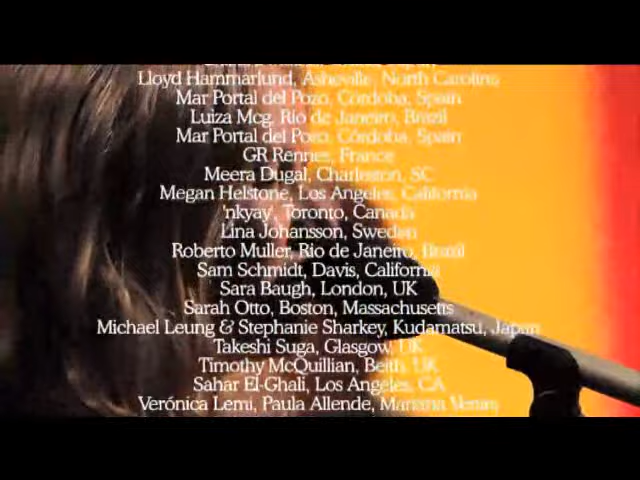 Lloyd Hammarlund, Asheville, North Carolina
Mar Portal del Pozo, Córdoba, Spain
Luiza Mcg, Rio de Janeiro, Brazil
Mar Portal del Pozo, Córdoba, Spain
GR Rennes, France
Meera Dugal, Charleston, SC
Megan Helstone, Los Angeles, California
'nkyay', Toronto, Canada
Lina Johansson, Sweden
Roberto Muller, Rio de Janeiro, Brazil
Sam Schmidt, Davis, California
Sara Baugh, London, UK
Sarah Otto, Boston, Massachusetts
Michael Leung & Stephanie Sharkey, Kudamatsu, Japan
Takeshi Suga, Glasgow, UK
Timothy McQuillian, Beith, UK
Sahar El-Ghali, Los Angeles, CA
Verónica Lemi, Paula Allende, Mariana